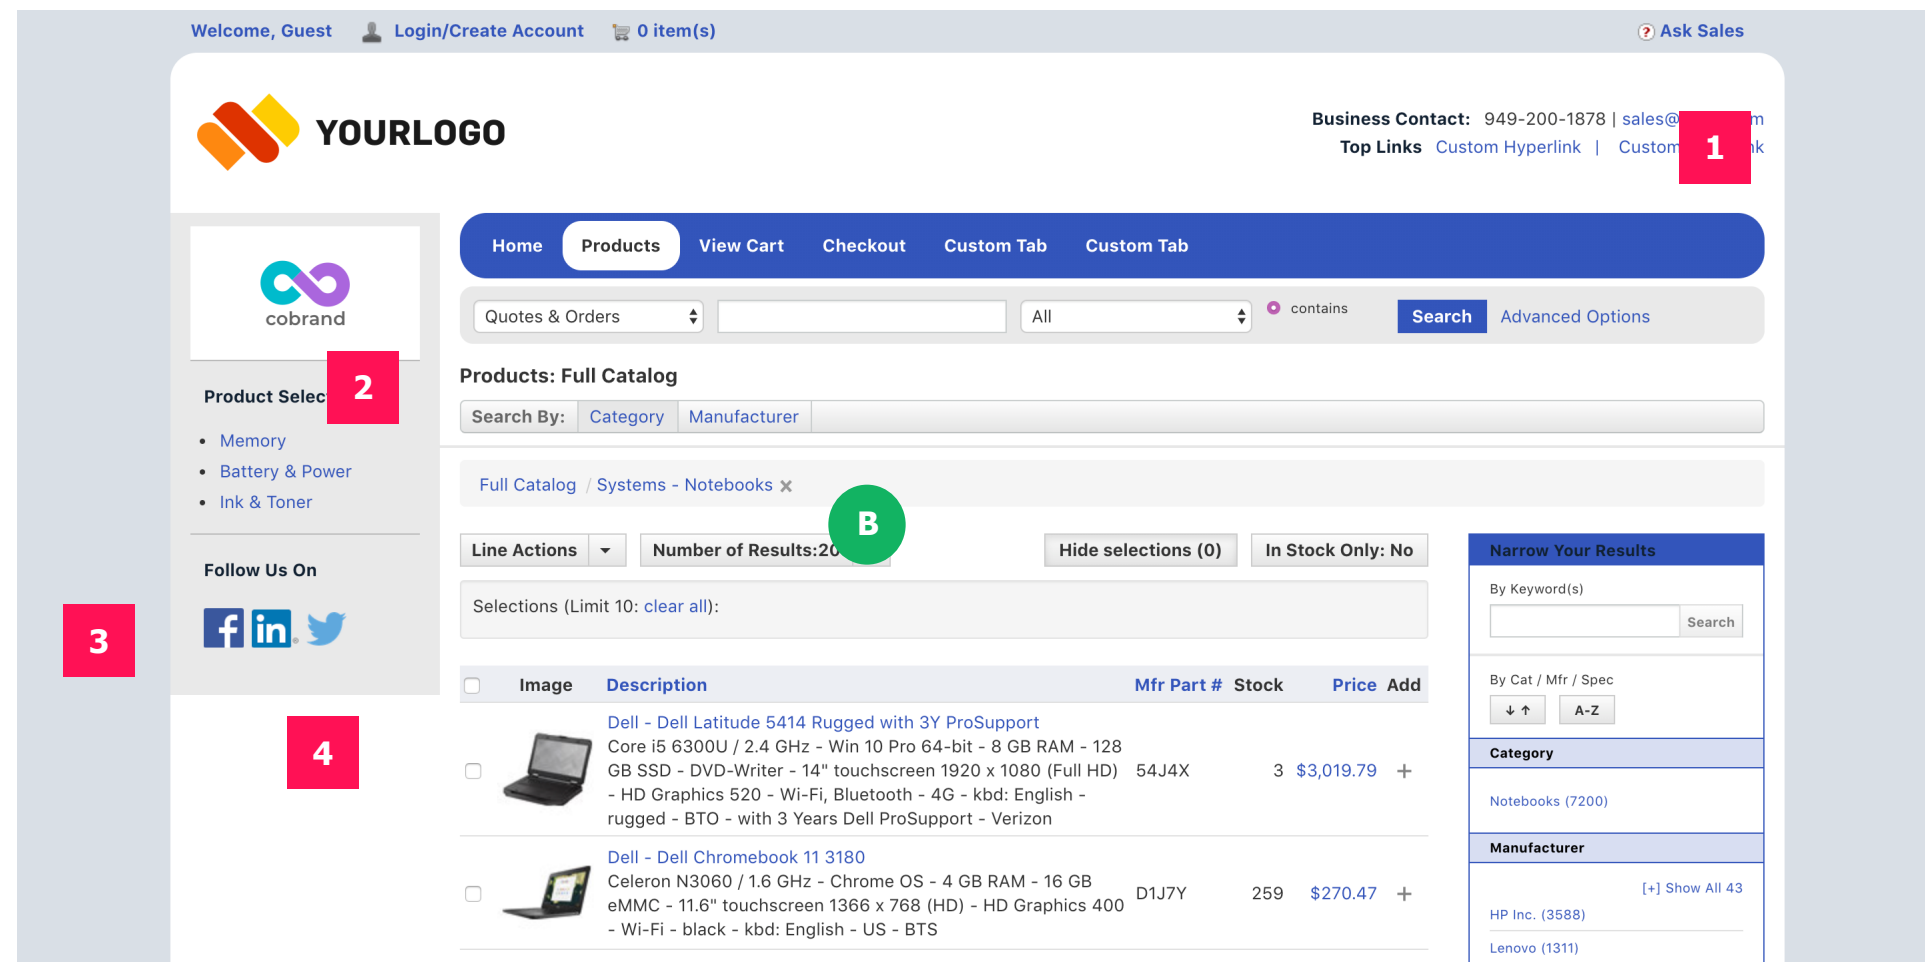 Welcome, Guest Login/Create Account 0 item(s) Ask Sales
YOURLOGO
Business Contact: 949-200-1878 | sales@
Top Links Custom Hyperlink | Custom
1
cobrand
2
Product Selec
Memory
Battery & Power
Ink & Toner
Follow Us On
in
3
4
Home Products View Cart Checkout Custom Tab Custom Tab
Quotes & Orders All contains Search Advanced Options
Products: Full Catalog
Search By: Category Manufacturer
Full Catalog / Systems - Notebooks ×
B
Line Actions Number of Results:20 Hide selections (0) In Stock Only: No
Selections (Limit 10: clear all):
Image Description Mfr Part # Stock Price Add
Dell - Dell Latitude 5414 Rugged with 3Y ProSupport
Core i5 6300U / 2.4 GHz - Win 10 Pro 64-bit - 8 GB RAM - 128
GB SSD - DVD-Writer - 14" touchscreen 1920 x 1080 (Full HD) 54J4X 3 $3,019.79 +
- HD Graphics 520 - Wi-Fi, Bluetooth - 4G - kbd: English -
rugged - BTO - with 3 Years Dell ProSupport - Verizon
Dell - Dell Chromebook 11 3180
Celeron N3060 / 1.6 GHz - Chrome OS - 4 GB RAM - 16 GB
eMMC - 11.6" touchscreen 1366 x 768 (HD) - HD Graphics 400 D1J7Y 259 $270.47 +
- Wi-Fi - black - kbd: English - US - BTS
Narrow Your Results
By Keyword(s)
Search
By Cat / Mfr / Spec
↓ ↑ A-Z
Category
Notebooks (7200)
Manufacturer
[+] Show All 43
HP Inc. (3588)
Lenovo (1311)